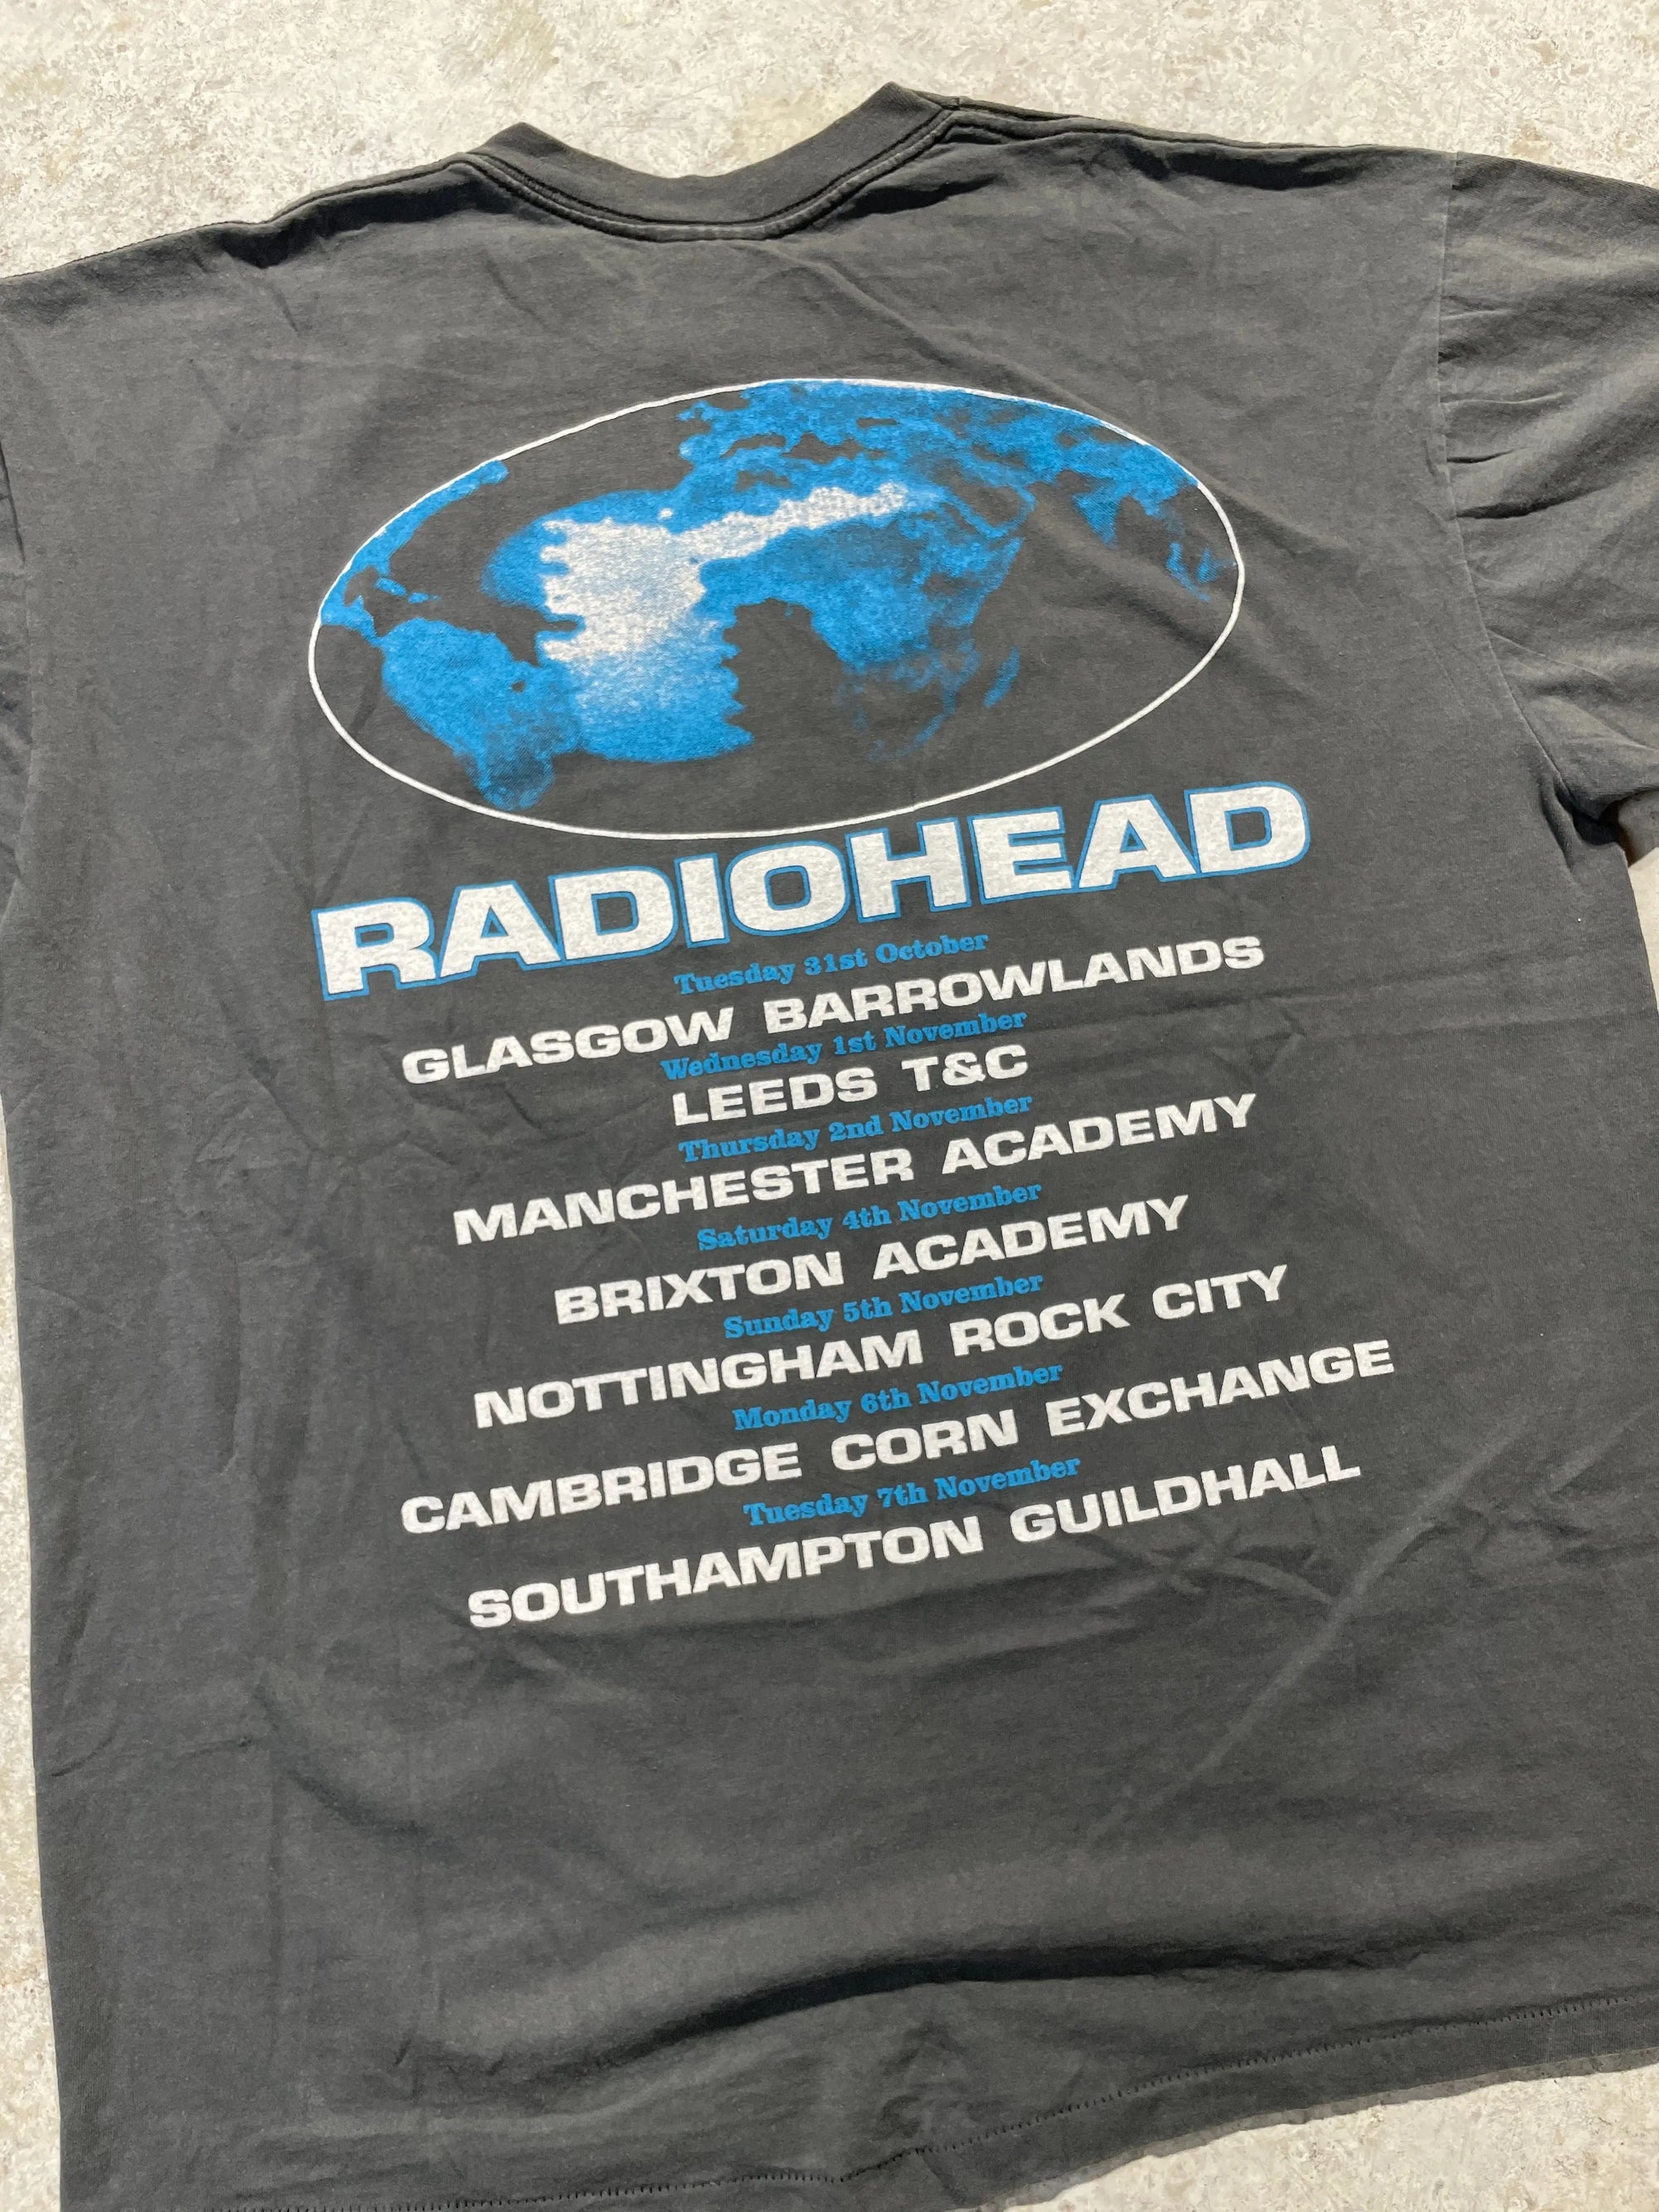 RADIOHEAD
Tuesday 31st October
GLASGOW BARROWLANDS
Wednesday 1st November
LEEDS T&C
Thursday 2nd November
MANCHESTER ACADEMY
Saturday 4th November
BRIXTON ACADEMY
Sunday 5th November
NOTTINGHAM ROCK CITY
Monday 6th November
CAMBRIDGE CORN EXCHANGE
Tuesday 7th November
SOUTHAMPTON GUILDHALL